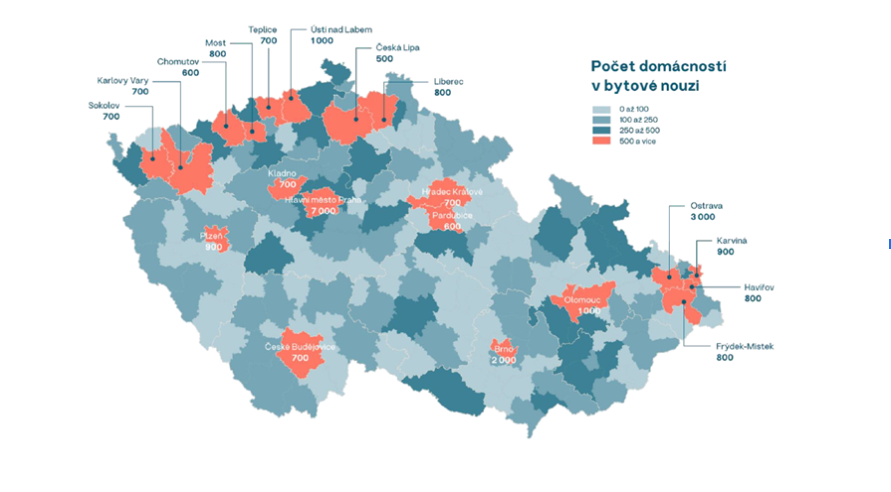 Teplice
700
Ústí nad Labem
1 000
Most
800
Česká Lípa
500
Chomutov
600
Liberec
800
Karlovy Vary
700
Sokolov
700
Počet domácností
v bytové nouzi
0 až 100
100 až 250
250 až 500
500 a více
Kladno
700
Hlavní město Praha
7 000
Hradec Králové
700
Pardubice
600
Plzeň
900
Ostrava
3 000
Karviná
900
Havířov
800
Olomouc
1 000
Frýdek-Místek
800
České Budějovice
700
Brno
2 000